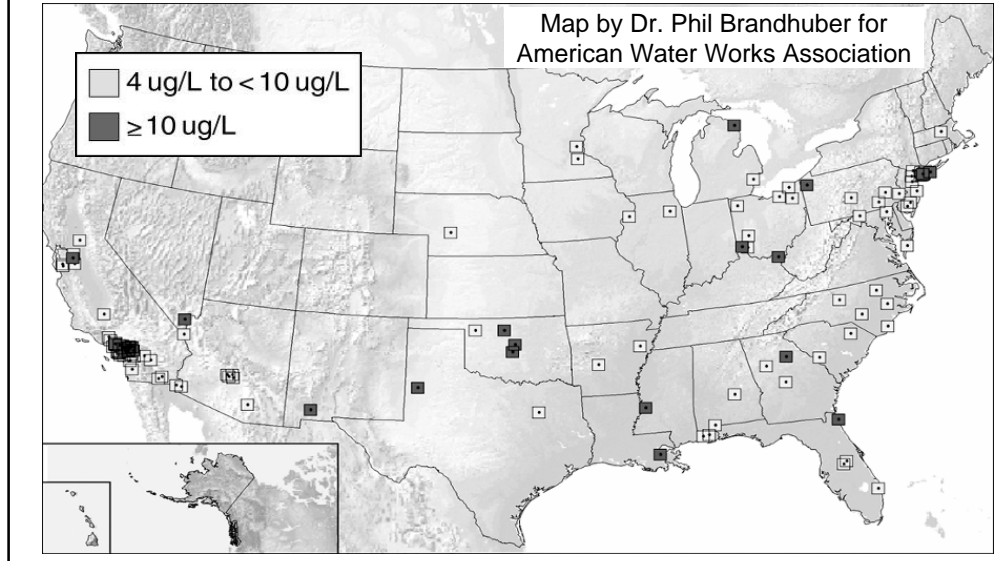 Map by Dr. Phil Brandhuber for
American Water Works Association
4 ug/L to < 10 ug/L
≥ 10 ug/L